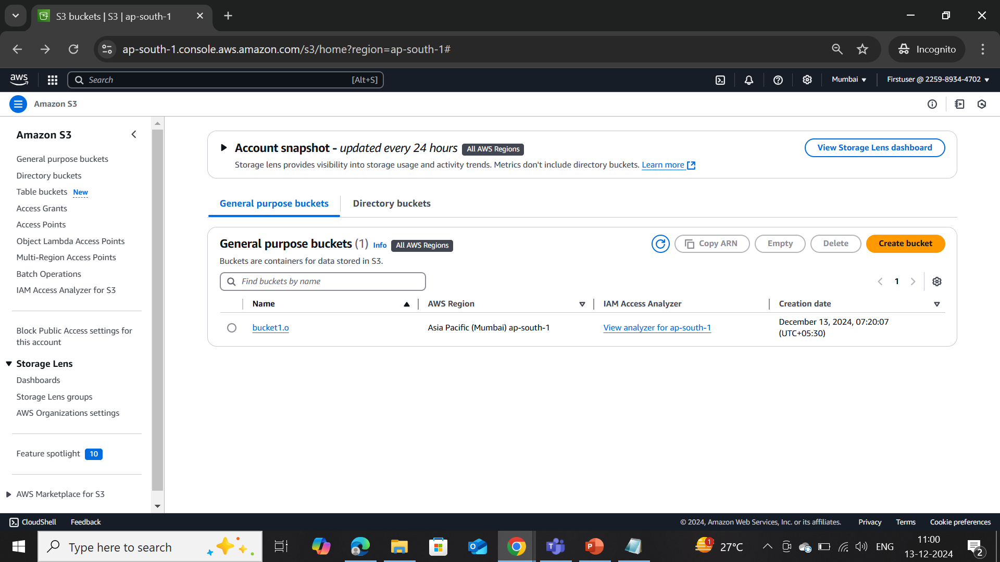 S3 buckets | S3 | ap-south-1
ap-south-1.console.aws.amazon.com/s3/home?region=ap-south-1#
Incognito
aws
Search
[Alt+S]
Mumbai
Firstuser @ 2259-8934-4702
Amazon S3
Amazon S3
General purpose buckets
Directory buckets
Table buckets New
Access Grants
Access Points
Object Lambda Access Points
Multi-Region Access Points
Batch Operations
IAM Access Analyzer for S3
Block Public Access settings for
this account
Storage Lens
Dashboards
Storage Lens groups
AWS Organizations settings
Feature spotlight 10
AWS Marketplace for S3
Account snapshot - updated every 24 hours All AWS Regions
View Storage Lens dashboard
Storage lens provides visibility into storage usage and activity trends. Metrics don't include directory buckets. Learn more
General purpose buckets
Directory buckets
General purpose buckets (1) Info All AWS Regions
Copy ARN
Empty
Delete
Create bucket
Buckets are containers for data stored in S3.
Find buckets by name
1
Name
AWS Region
IAM Access Analyzer
Creation date
bucket1.o
Asia Pacific (Mumbai) ap-south-1
View analyzer for ap-south-1
December 13, 2024, 07:20:07
(UTC+05:30)
CloudShell
Feedback
© 2024, Amazon Web Services, Inc. or its affiliates.
Privacy
Terms
Cookie preferences
Type here to search
1
27°C
ENG
11:00
13-12-2024
2